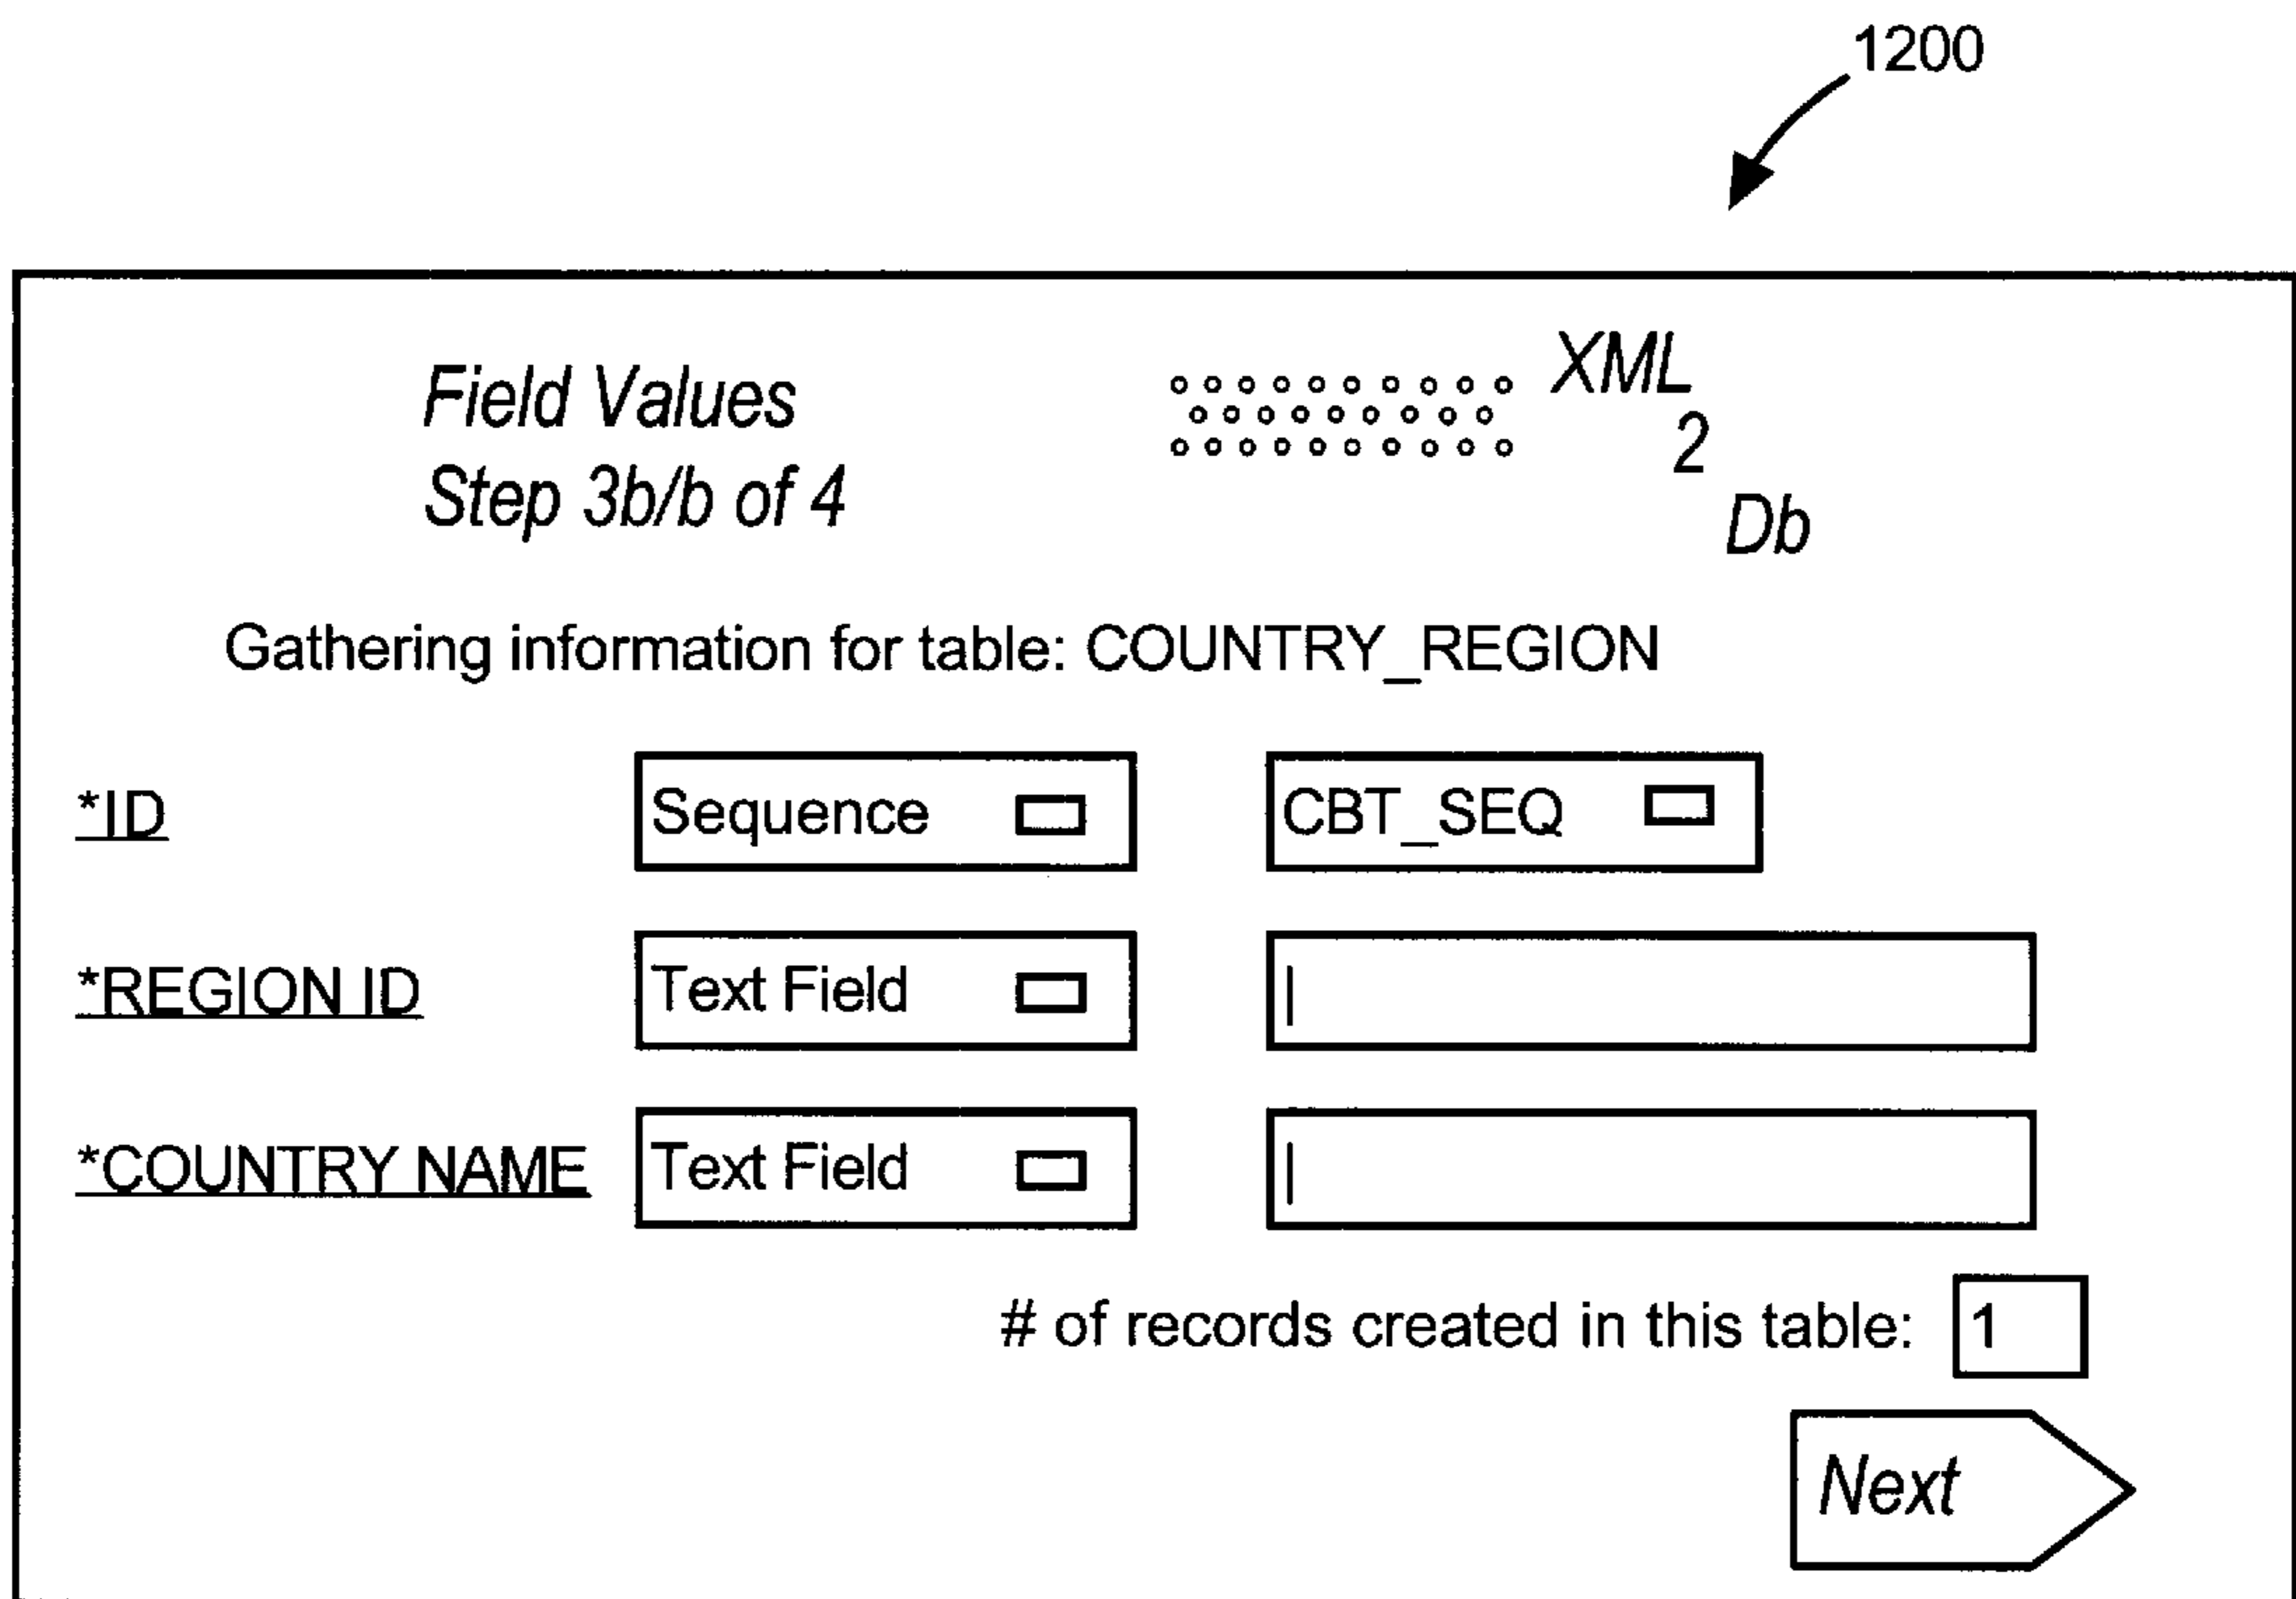 1200
Field Values
Step 3b/b of 4
XML
2
Db
Gathering information for table: COUNTRY_REGION
*ID Sequence CBT_SEQ
*REGION ID Text Field
*COUNTRY NAME Text Field
# of records created in this table: 1
Next